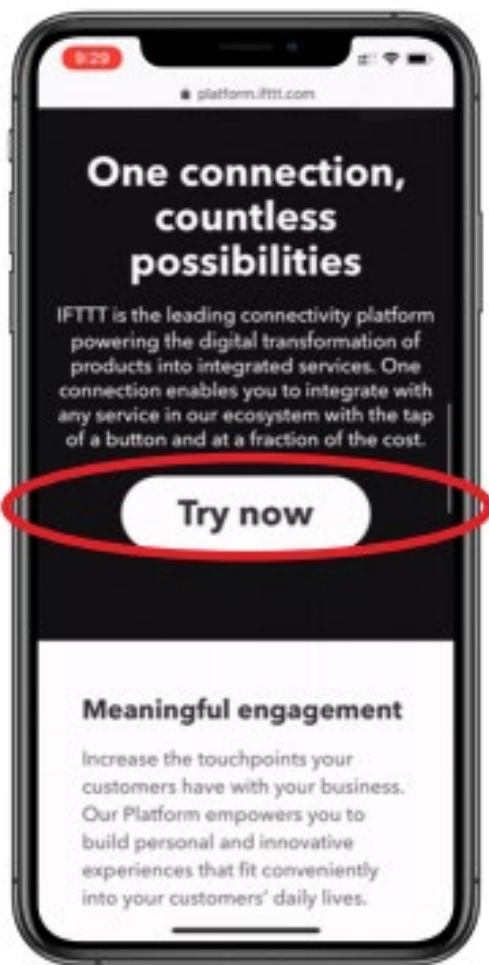 9:29
platform.ifttt.com
One connection,
countless
possibilities
IFTTT is the leading connectivity platform
powering the digital transformation of
products into integrated services. One
connection enables you to integrate with
any service in our ecosystem with the tap
of a button and at a fraction of the cost.
Try now
Meaningful engagement
Increase the touchpoints your
customers have with your business.
Our Platform empowers you to
build personal and innovative
experiences that fit conveniently
into your customers' daily lives.